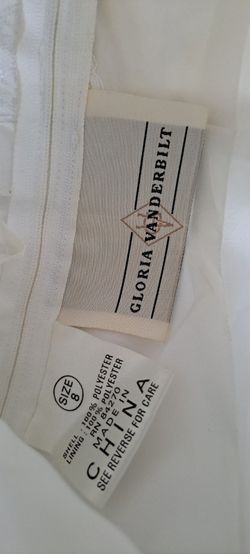 GLORIA VANDERBILT
SIZE
8
SHELL : 100% POLYESTER
LINING : 100% POLYESTER
RN 84270
MADE IN
CHINA
SEE REVERSE FOR CARE